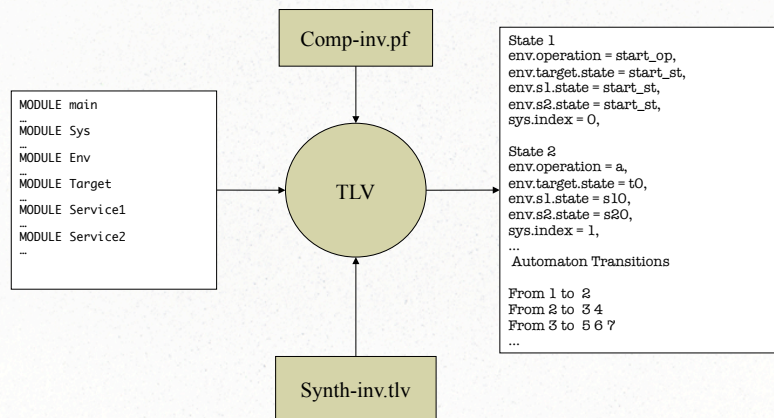 Comp-inv.pf
MODULE main
…
MODULE Sys
…
MODULE Env
…
MODULE Target
…
MODULE Service1
…
MODULE Service2
…
TLV
State 1
env.operation = start_op,
env.target.state = start_st,
env.s1.state = start_st,
env.s2.state = start_st,
sys.index = 0,
State 2
env.operation = a,
env.target.state = t0,
env.s1.state = s10,
env.s2.state = s20,
sys.index = 1,
...
Automaton Transitions
From 1 to 2
From 2 to 3 4
From 3 to 5 6 7
...
Synth-inv.tlv